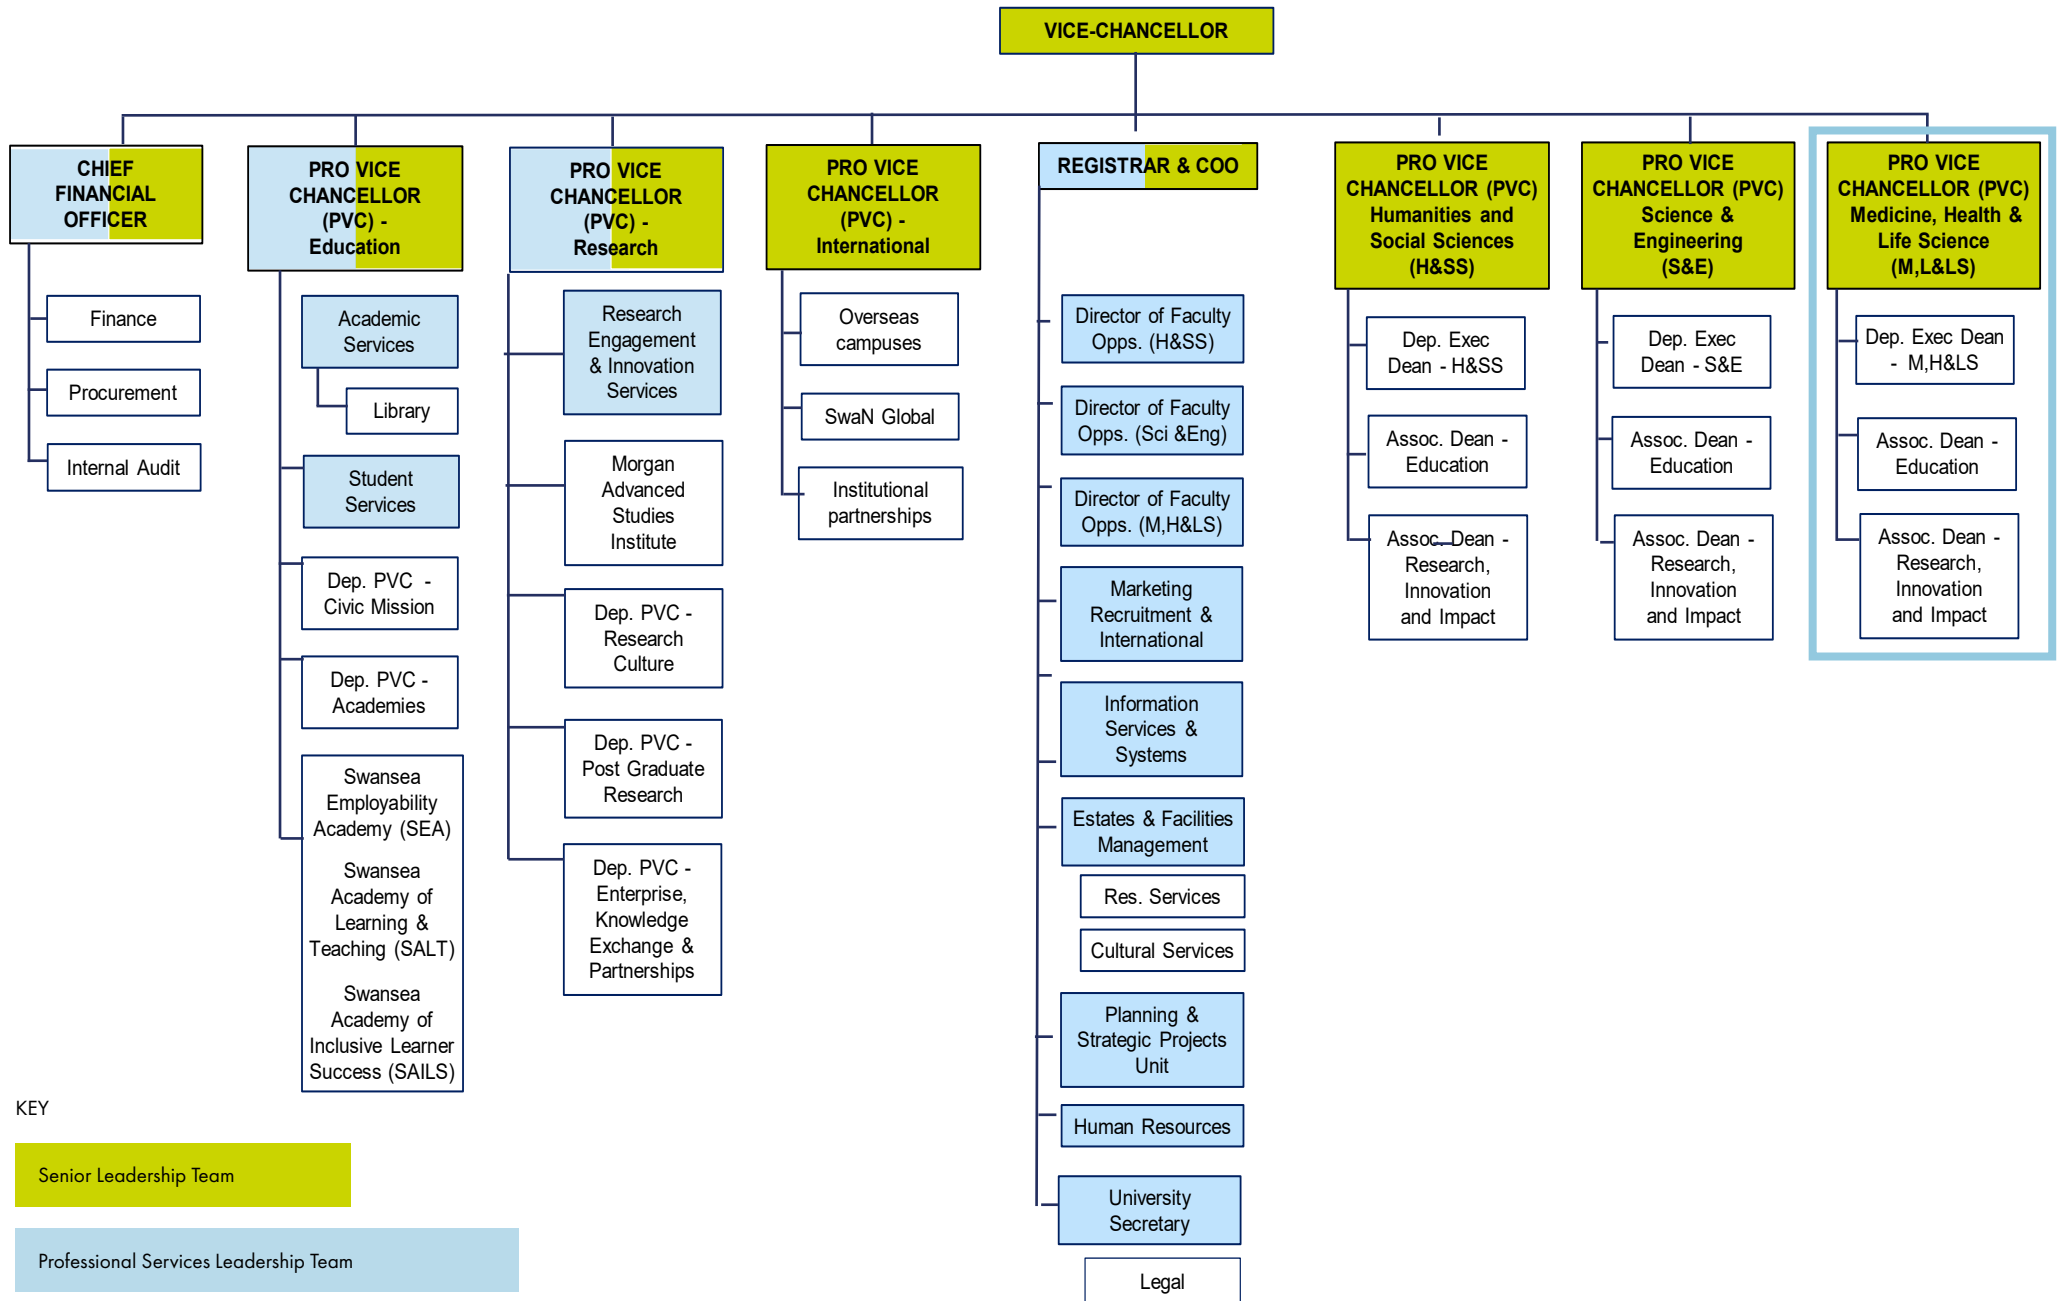 VICE-CHANCELLOR
CHIEF
FINANCIAL
OFFICER
Finance
Procurement
Internal Audit
PRO VICE
CHANCELLOR
(PVC) -
Education
Academic
Services
Library
Student
Services
Dep. PVC -
Civic Mission
Dep. PVC -
Academies
Swansea
Employability
Academy (SEA)
Swansea
Academy of
Learning &
Teaching (SALT)
Swansea
Academy of
Inclusive Learner
Success (SAILS)
PRO VICE
CHANCELLOR
(PVC) -
Research
Research
Engagement
& Innovation
Services
Morgan
Advanced
Studies
Institute
Dep. PVC -
Research
Culture
Dep. PVC -
Post Graduate
Research
Dep. PVC -
Enterprise,
Knowledge
Exchange &
Partnerships
PRO VICE
CHANCELLOR
(PVC) -
International
Overseas
campuses
SwaN Global
Institutional
partnerships
REGISTRAR & COO
Director of Faculty
Opps. (H&SS)
Director of Faculty
Opps. (Sci &Eng)
Director of Faculty
Opps. (M,H&LS)
Marketing
Recruitment &
International
Information
Services &
Systems
Estates & Facilities
Management
Res. Services
Cultural Services
Planning &
Strategic Projects
Unit
Human Resources
University
Secretary
Legal
PRO VICE
CHANCELLOR (PVC)
Humanities and
Social Sciences
(H&SS)
Dep. Exec
Dean - H&SS
Assoc. Dean -
Education
Assoc. Dean -
Research,
Innovation
and Impact
PRO VICE
CHANCELLOR (PVC)
Science &
Engineering
(S&E)
Dep. Exec
Dean - S&E
Assoc. Dean -
Education
Assoc. Dean -
Research,
Innovation
and Impact
PRO VICE
CHANCELLOR (PVC)
Medicine, Health &
Life Science
(M,L&LS)
Dep. Exec Dean
- M,H&LS
Assoc. Dean -
Education
Assoc. Dean -
Research,
Innovation
and Impact
KEY
Senior Leadership Team
Professional Services Leadership Team